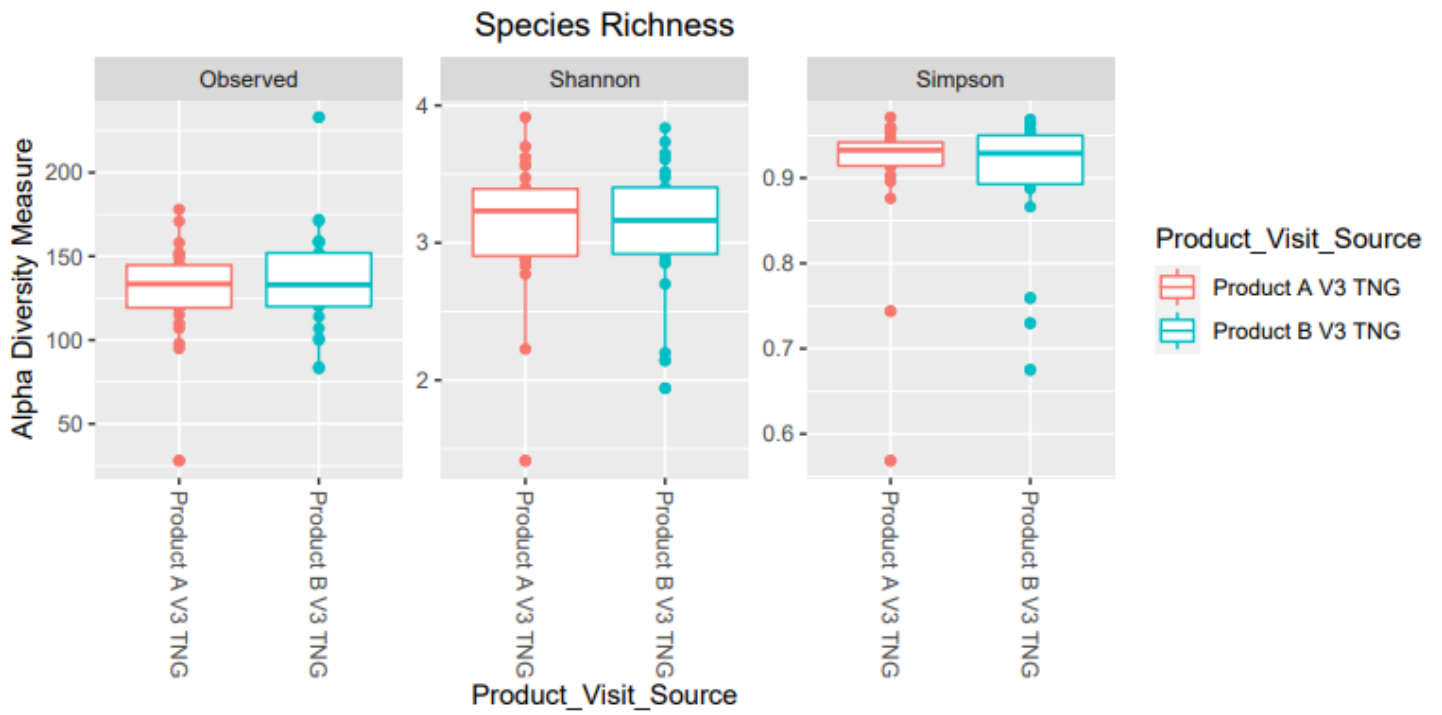 Species Richness
Observed
Shannon
Simpson
Alpha Diversity Measure
200
150
100
50
4
3
2
0.9
0.8
0.7
0.6
Product A V3 TNG
Product B V3 TNG
Product A V3 TNG
Product B V3 TNG
Product A V3 TNG
Product B V3 TNG
Product_Visit_Source
Product_Visit_Source
Product A V3 TNG
Product B V3 TNG